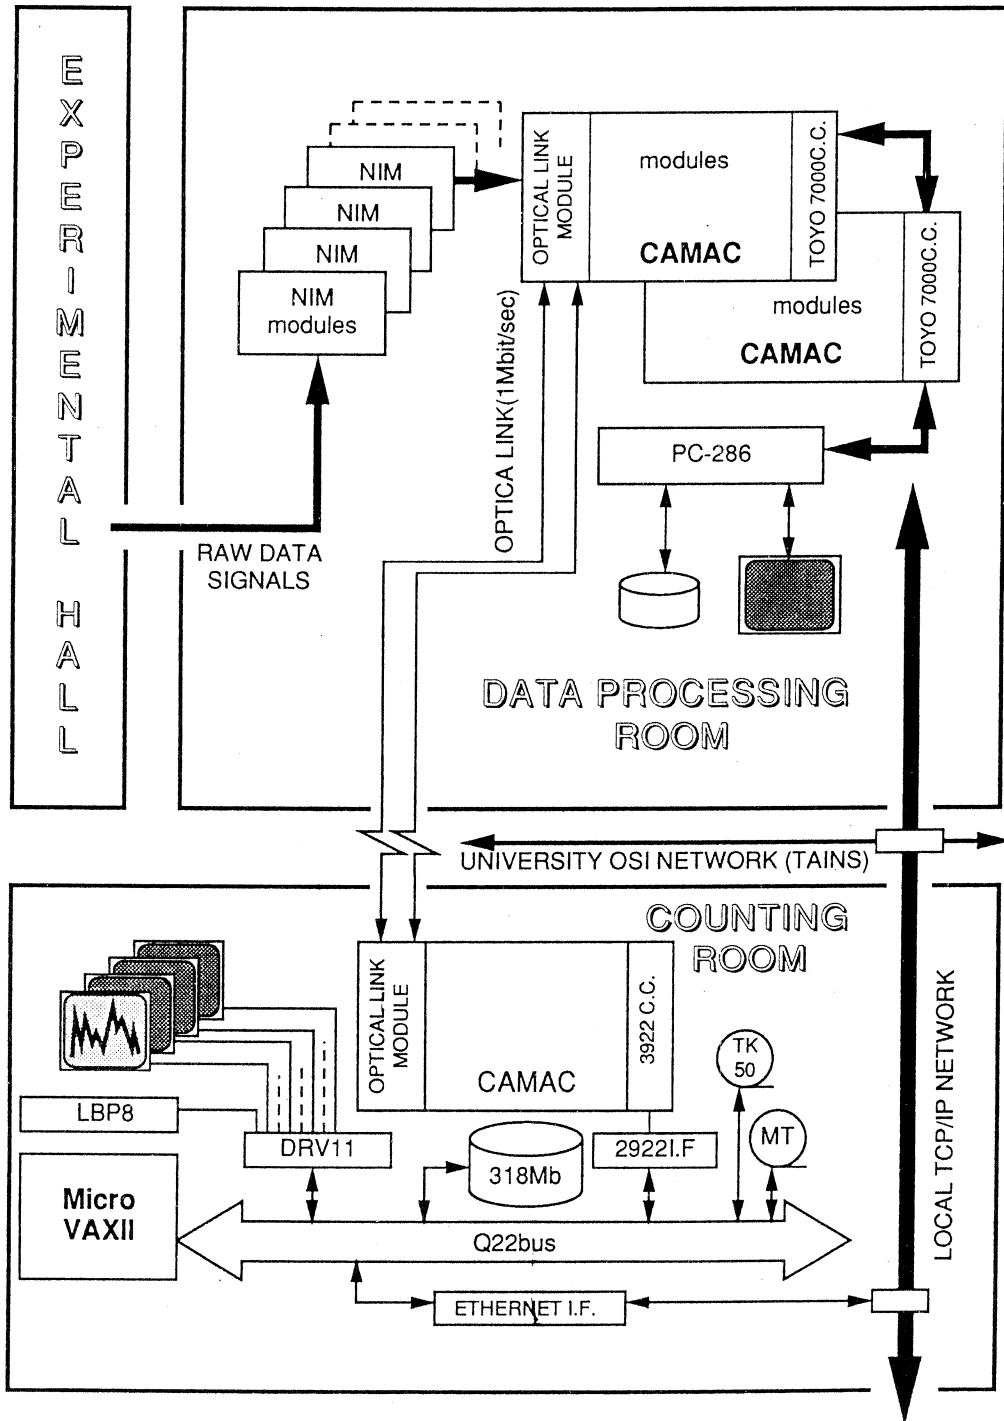 EXPERIMENTAL HALL
NIM
NIM
NIM
NIM
modules
RAW DATA
SIGNALS
OPTICA LINK(1Mbit/sec)
OPTICAL LINK
MODULE
modules
CAMAC
TOYO 7000C.C.
modules
CAMAC
TOYO 7000C.C.
PC-286
DATA PROCESSING
ROOM
UNIVERSITY OSI NETWORK (TAINS)
COUNTING
ROOM
OPTICAL LINK
MODULE
CAMAC
3922 C.C.
TK
50
MT
LBP8
DRV11
318Mb
2922I.F
Micro
VAXII
Q22bus
ETHERNET I.F.
LOCAL TCP/IP NETWORK